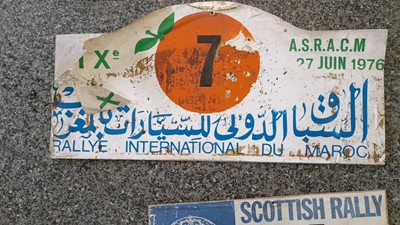 IXe
7
A.S.R.A.C.M
27 JUIN 1976
السباق الدولي للسيارات بالمغرب
RALLYE INTERNATIONAL DU MAROC
SCOTTISH RALLY